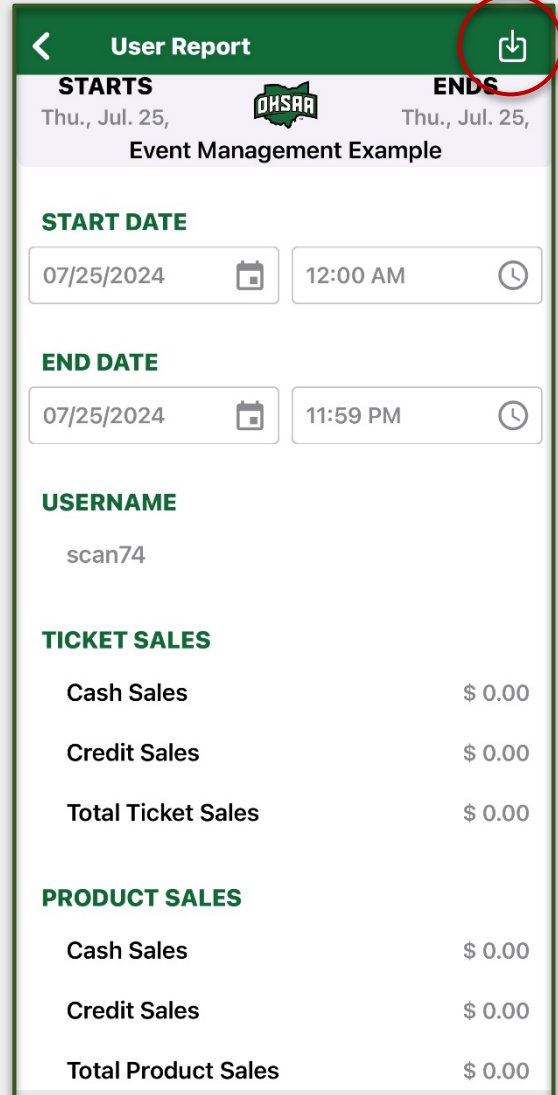 User Report
STARTS
ENDS
Thu., Jul. 25,
OHSAA
Thu., Jul. 25,
Event Management Example
START DATE
07/25/2024
12:00 AM
END DATE
07/25/2024
11:59 PM
USERNAME
scan74
TICKET SALES
Cash Sales $ 0.00
Credit Sales $ 0.00
Total Ticket Sales $ 0.00
PRODUCT SALES
Cash Sales $ 0.00
Credit Sales $ 0.00
Total Product Sales $ 0.00